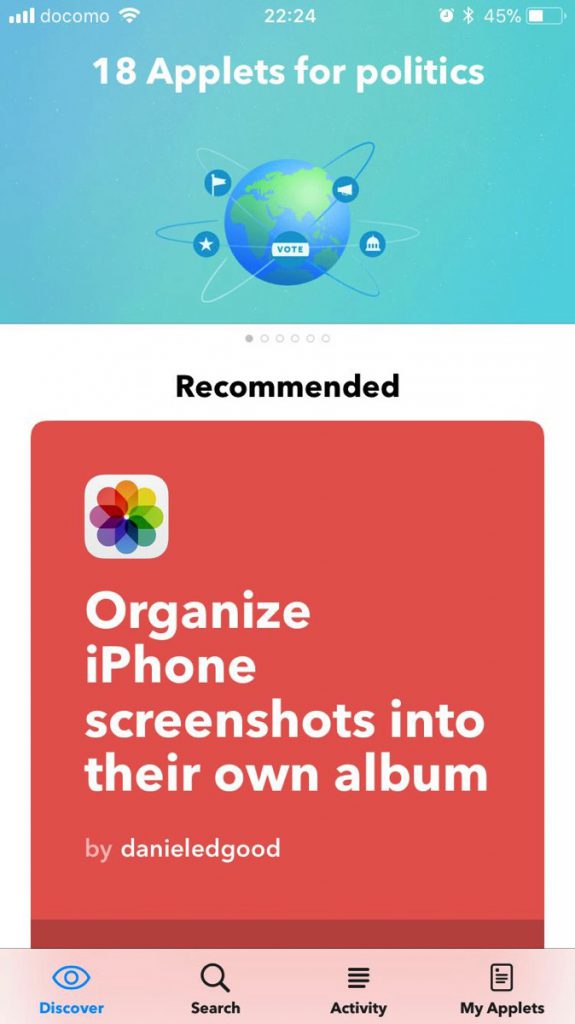 docomo 22:24 45%
18 Applets for politics
VOTE
Recommended
Organize
iPhone
screenshots into
their own album
by danieledgood
Discover Search Activity My Applets